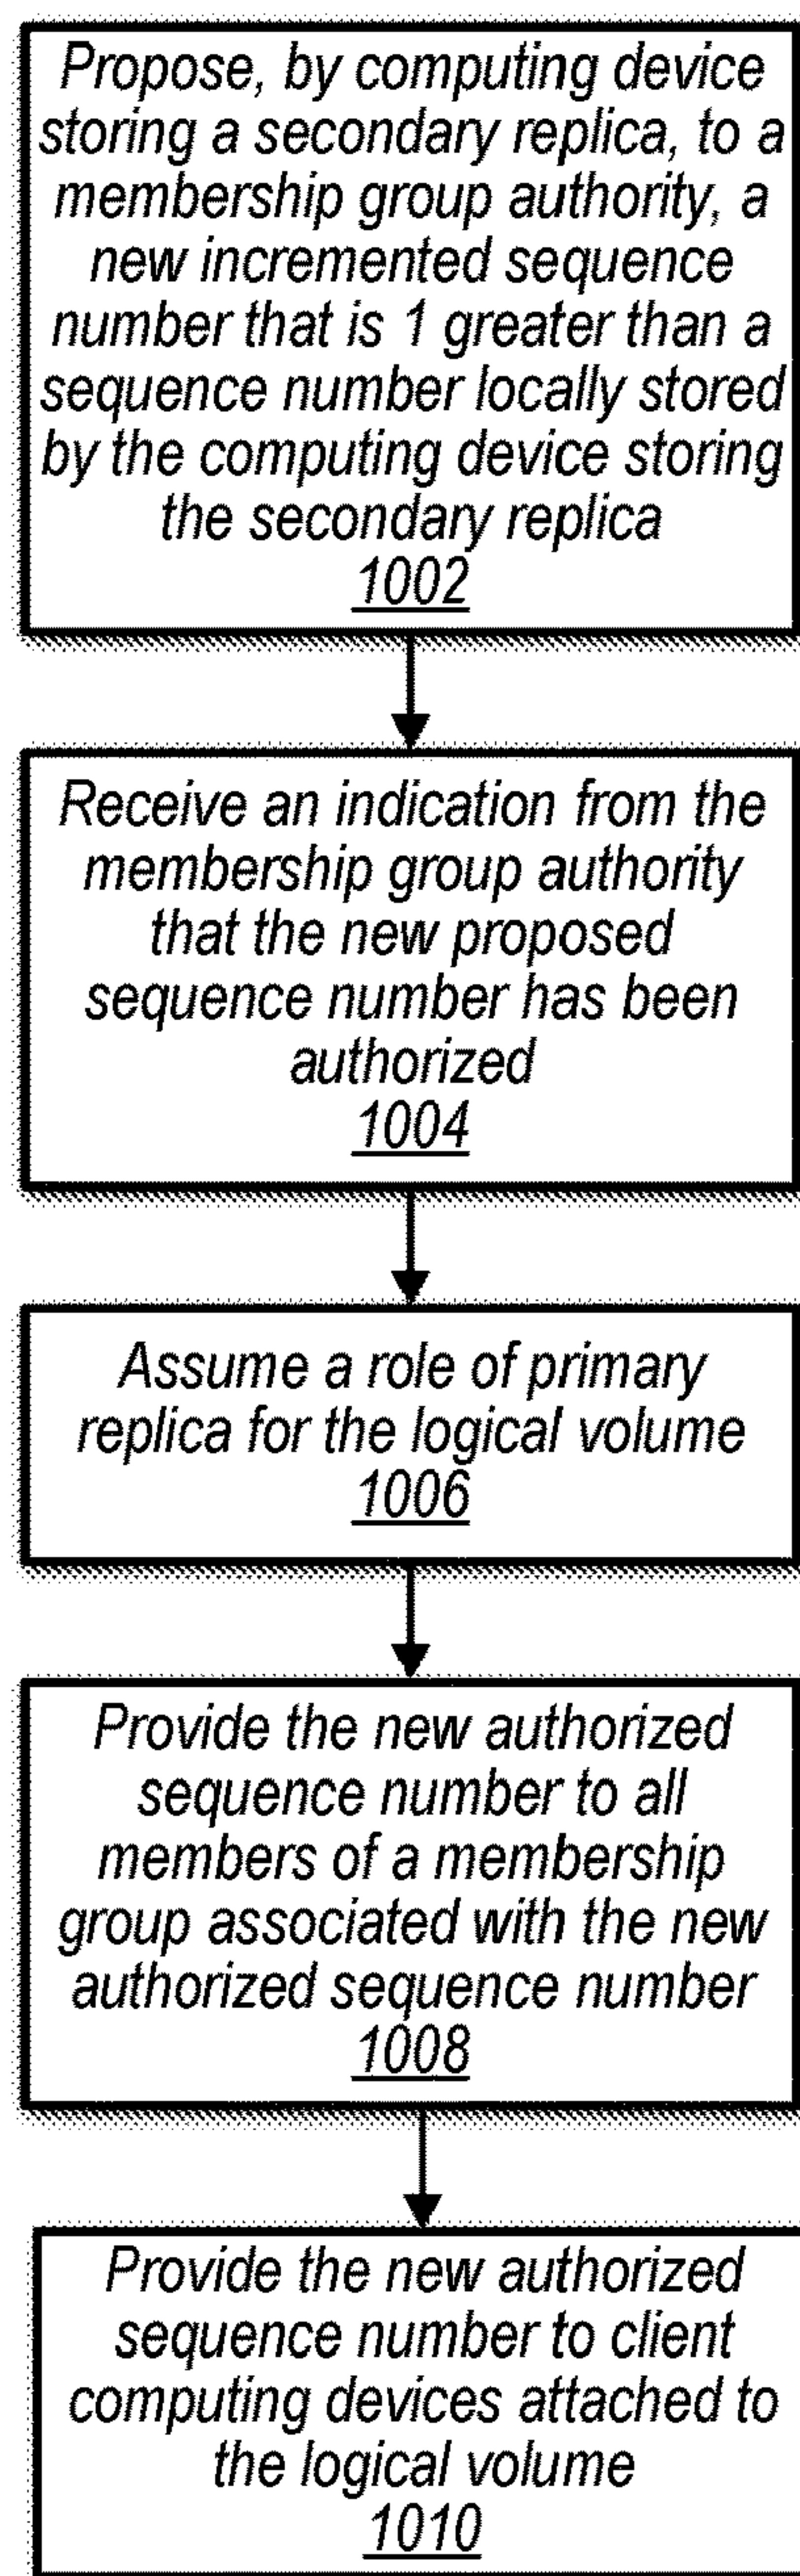 Propose, by computing device
storing a secondary replica, to a
membership group authority, a
new incremented sequence
number that is 1 greater than a
sequence number locally stored
by the computing device storing
the secondary replica
1002
Receive an indication from the
membership group authority
that the new proposed
sequence number has been
authorized
1004
Assume a role of primary
replica for the logical volume
1006
Provide the new authorized
sequence number to all
members of a membership
group associated with the new
authorized sequence number
1008
Provide the new authorized
sequence number to client
computing devices attached to
the logical volume
1010